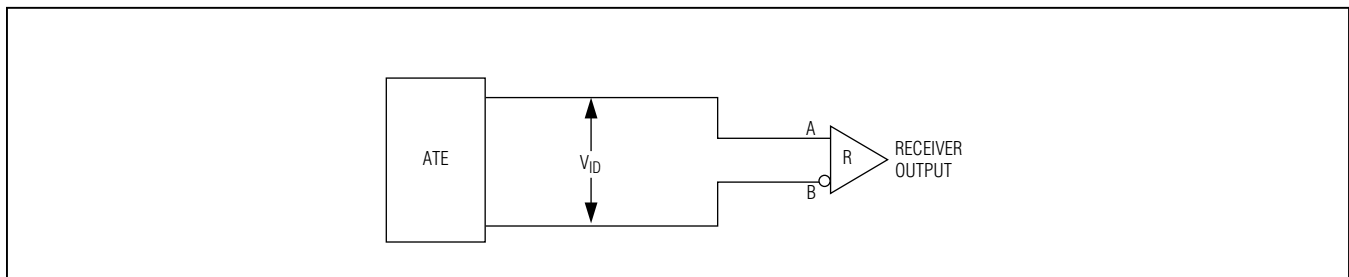 ATE
V_ID
A
B
R
RECEIVER
OUTPUT